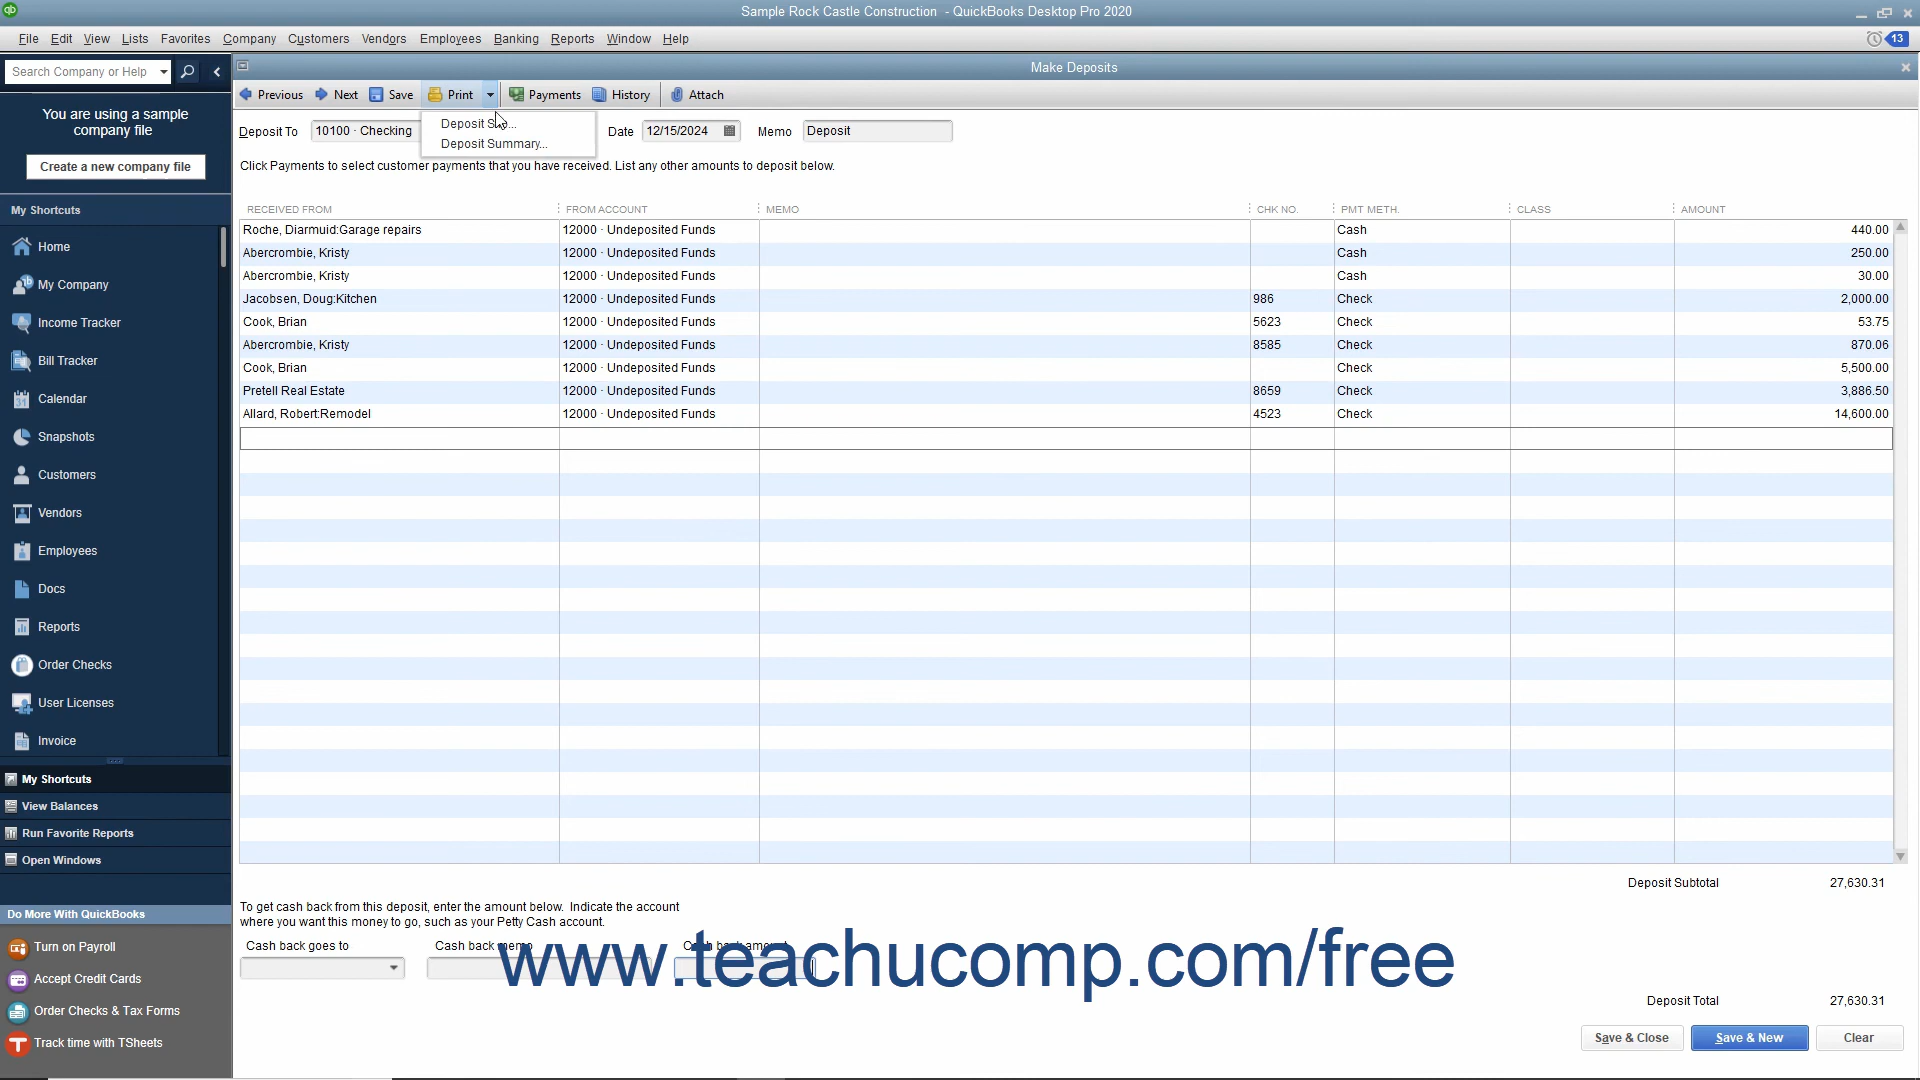 Sample Rock Castle Construction - QuickBooks Desktop Pro 2020
File Edit View Lists Favorites Company Customers Vendors Employees Banking Reports Window Help
13
Search Company or Help
Make Deposits
You are using a sample
company file
Create a new company file
Previous Next Save Print Payments History Attach
Deposit
Deposit Summary...
Deposit To 10100 · Checking Date 12/15/2024 Memo Deposit
Click Payments to select customer payments that you have received. List any other amounts to deposit below.
RECEIVED FROM FROM ACCOUNT MEMO CHK NO. PMT METH. CLASS AMOUNT
Roche, Diarmuid:Garage repairs 12000 · Undeposited Funds Cash 440.00
Abercrombie, Kristy 12000 · Undeposited Funds Cash 250.00
Abercrombie, Kristy 12000 · Undeposited Funds Cash 30.00
Jacobsen, Doug:Kitchen 12000 · Undeposited Funds 986 Check 2,000.00
Cook, Brian 12000 · Undeposited Funds 5623 Check 53.75
Abercrombie, Kristy 12000 · Undeposited Funds 8585 Check 870.06
Cook, Brian 12000 · Undeposited Funds Check 5,500.00
Pretell Real Estate 12000 · Undeposited Funds 8659 Check 3,886.50
Allard, Robert:Remodel 12000 · Undeposited Funds 4523 Check 14,600.00
My Shortcuts
Home
My Company
Income Tracker
Bill Tracker
Calendar
Snapshots
Customers
Vendors
Employees
Docs
Reports
Order Checks
User Licenses
Invoice
My Shortcuts
View Balances
Run Favorite Reports
Open Windows
Do More With QuickBooks
Turn on Payroll
Accept Credit Cards
Order Checks & Tax Forms
Track time with TSheets
Deposit Subtotal 27,630.31
To get cash back from this deposit, enter the amount below. Indicate the account
where you want this money to go, such as your Petty Cash account.
Cash back goes to Cash back memo Cash back amount
www.teachucomp.com/free
Deposit Total 27,630.31
Save & Close Save & New Clear